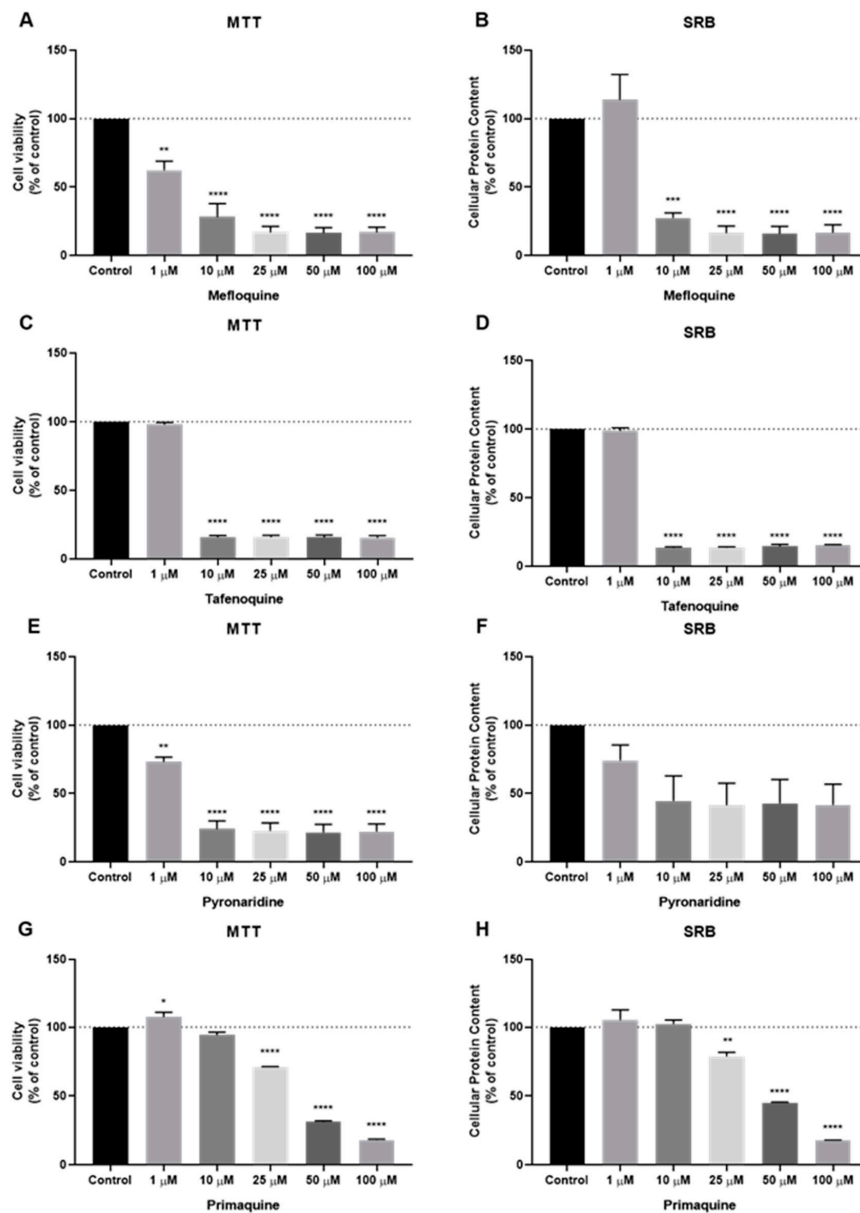 A
MTT
Cell viability
(% of control)
150
100
50
0
**
****
****
****
****
Control 1 μM 10 μM 25 μM 50 μM 100 μM
Mefloquine
B
SRB
Cellular Protein Content
(% of control)
150
100
50
0
***
****
****
****
Control 1 μM 10 μM 25 μM 50 μM 100 μM
Mefloquine
C
MTT
Cell viability
(% of control)
150
100
50
0
****
****
****
****
Control 1 μM 10 μM 25 μM 50 μM 100 μM
Tafenoquine
D
SRB
Cellular Protein Content
(% of control)
150
100
50
0
****
****
****
****
Control 1 μM 10 μM 25 μM 50 μM 100 μM
Tafenoquine
E
MTT
Cell viability
(% of control)
150
100
50
0
**
****
****
****
****
Control 1 μM 10 μM 25 μM 50 μM 100 μM
Pyronaridine
F
SRB
Cellular Protein Content
(% of control)
150
100
50
0
Control 1 μM 10 μM 25 μM 50 μM 100 μM
Pyronaridine
G
MTT
Cell viability
(% of control)
150
100
50
0
*
****
****
****
Control 1 μM 10 μM 25 μM 50 μM 100 μM
Primaquine
H
SRB
Cellular Protein Content
(% of control)
150
100
50
0
**
****
****
Control 1 μM 10 μM 25 μM 50 μM 100 μM
Primaquine